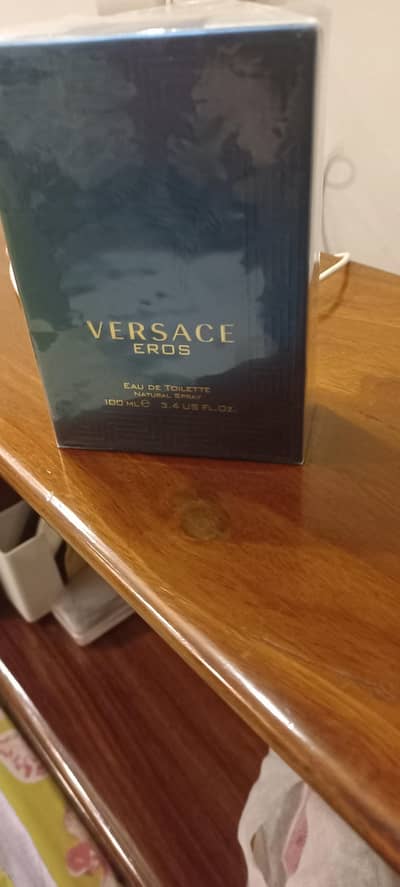 VERSACE
EROS
EAU DE TOILETTE
NATURAL SPRAY
100 ML e 3.4 US FL.OZ.